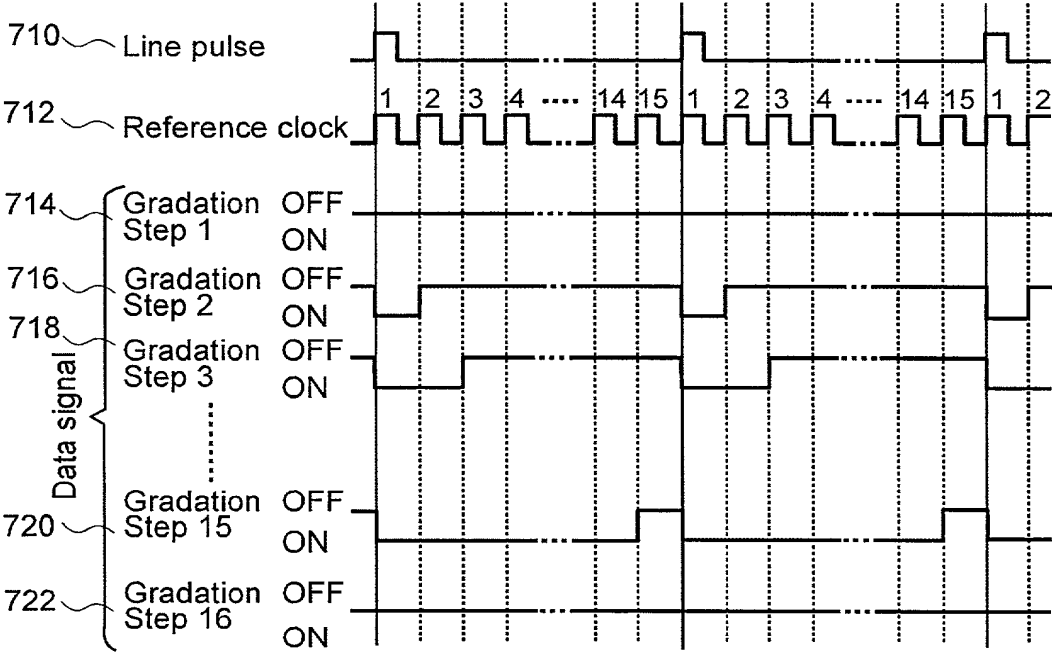 710 Line pulse
1 2 3 4 ..... 14 15 1 2 3 4 ..... 14 15 1 2
712 Reference clock
714 Gradation OFF
Step 1 ON
716 Gradation OFF
Step 2 ON
718 Gradation OFF
Step 3 ON
Data signal
Gradation OFF
720 Step 15 ON
722 Gradation OFF
Step 16 ON